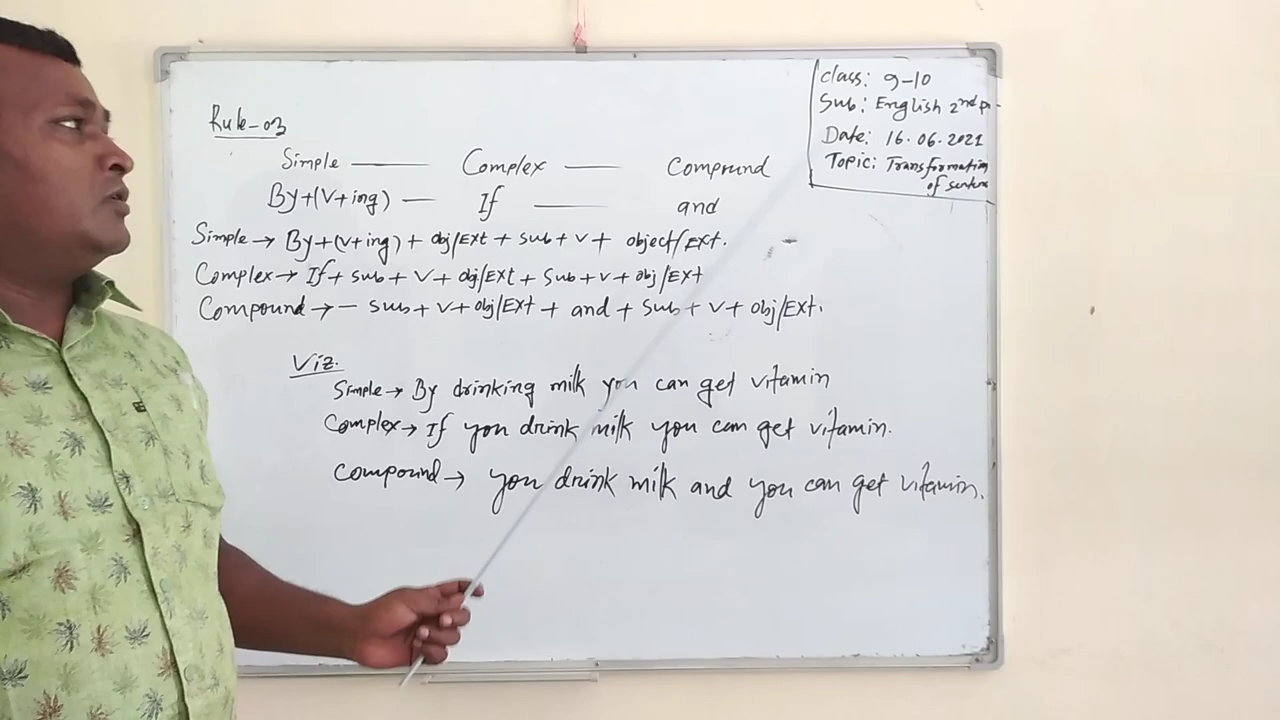 class: 9-10
Sub: English 2nd p-
Date: 16.06.2021
Topic: Transformation
of sentence
Rule-03
Simple —— Complex —— Compound
By+(V+ing) — If —— and
Simple → By+(V+ing) + obj/Ext + sub + v + object/Ext.
Complex → If + sub + V + obj/Ext + Sub + v + obj/Ext
Compound → – sub + V + obj/Ext + and + Sub + V + obj/Ext.
Viz.
Simple → By drinking milk you can get vitamin
Complex → If you drink milk you can get vitamin.
Compound → you drink milk and you can get vitamin.